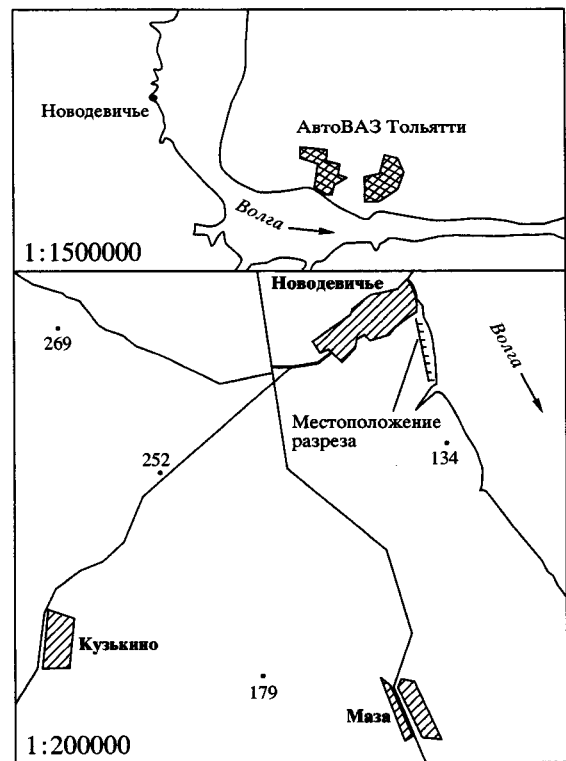 Новодевичье
АвтоВАЗ Тольятти
Волга
1:1500000
Новодевичье
269
Волга
Местоположение
разреза
134
252
Кузькино
179
Маза
1:200000